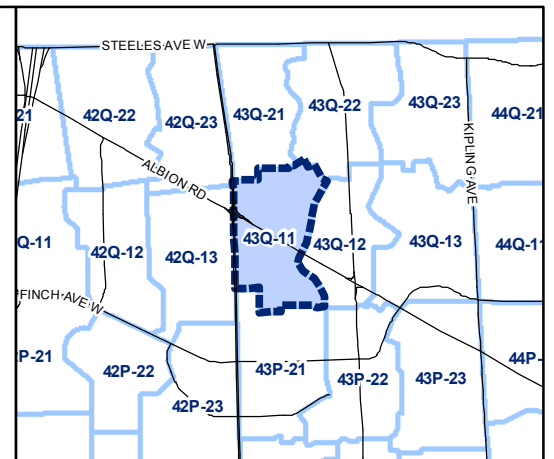 STEELES AVE W
21
42Q-22
42Q-23
43Q-21
43Q-22
43Q-23
44Q-21
KIPLING AVE
ALBION RD
Q-11
42Q-12
42Q-13
43Q-11
43Q-12
43Q-13
44Q-11
FINCH AVE W
P-21
42P-22
42P-23
43P-21
43P-22
43P-23
44P-